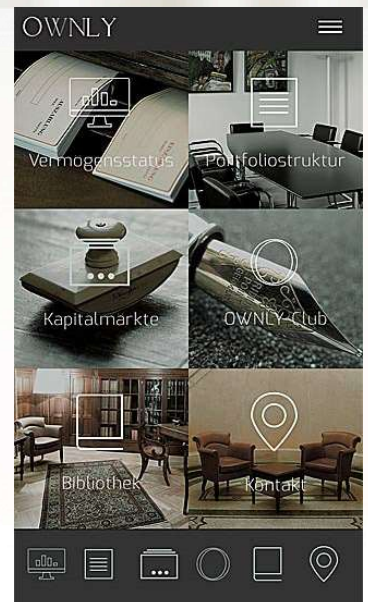 OWNLY
Vermögensstatus
Portfoliostruktur
Kapitalmärkte
OWNLY-Club
Bibliothek
Kontakt